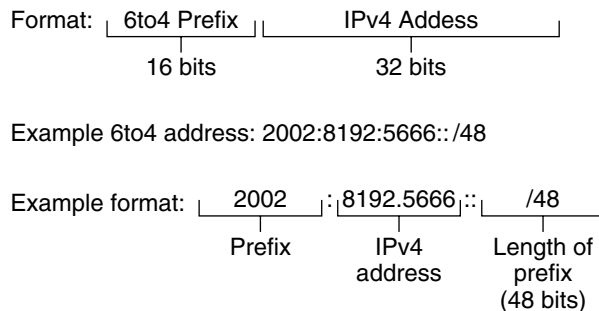 Format: 6to4 Prefix IPv4 Addess
16 bits 32 bits
Example 6to4 address: 2002:8192:5666:: /48
Example format: 2002 : 8192.5666 :: /48
Prefix IPv4 address Length of prefix (48 bits)